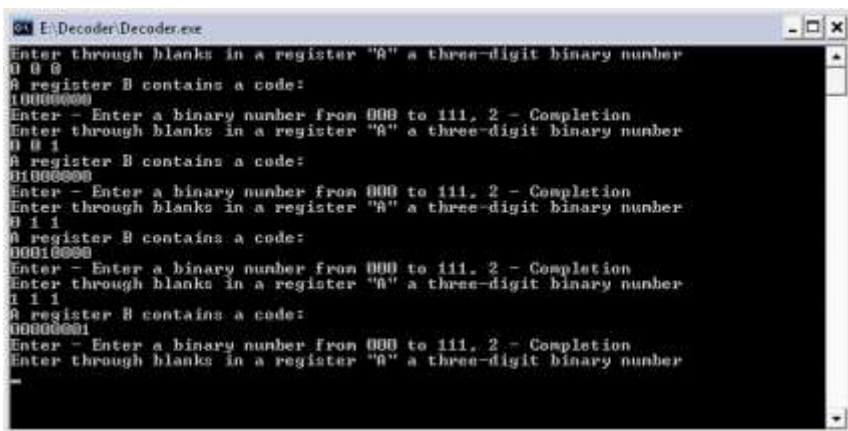 E:\Decoder\Decoder.exe
Enter through blanks in a register "A" a three-digit binary number
0 0 0
A register B contains a code:
10000000
Enter - Enter a binary number from 000 to 111, 2 - Completion
Enter through blanks in a register "A" a three-digit binary number
0 0 1
A register B contains a code:
01000000
Enter - Enter a binary number from 000 to 111, 2 - Completion
Enter through blanks in a register "A" a three-digit binary number
0 1 1
A register B contains a code:
00010000
Enter - Enter a binary number from 000 to 111, 2 - Completion
Enter through blanks in a register "A" a three-digit binary number
1 1 1
A register B contains a code:
00000001
Enter - Enter a binary number from 000 to 111, 2 - Completion
Enter through blanks in a register "A" a three-digit binary number